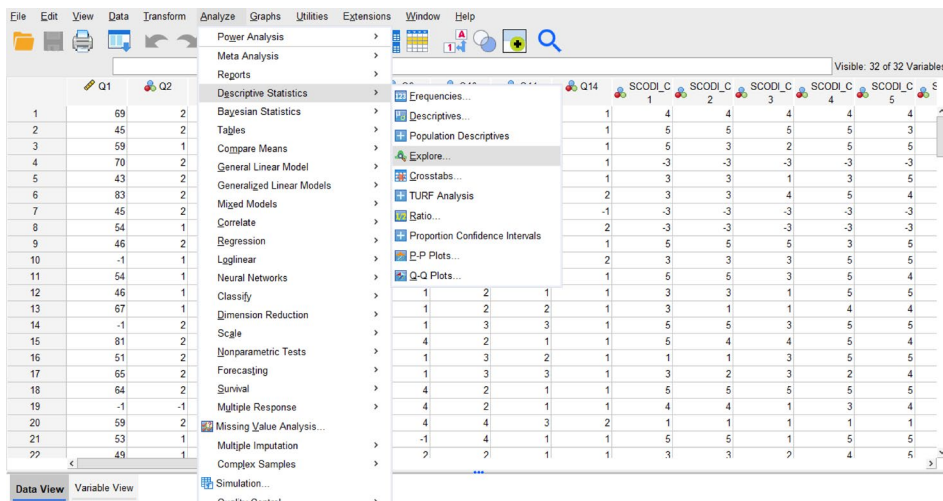 File Edit View Data Transform Analyze Graphs Utilities Extensions Window Help
Visible: 32 of 32 Variables
Q1 Q2 Q14 SCODI_C 1 SCODI_C 2 SCODI_C 3 SCODI_C 4 SCODI_C 5
Power Analysis
Meta Analysis
Reports
Descriptive Statistics
Bayesian Statistics
Tables
Compare Means
General Linear Model
Generalized Linear Models
Mixed Models
Correlate
Regression
Loglinear
Neural Networks
Classify
Dimension Reduction
Scale
Nonparametric Tests
Forecasting
Survival
Multiple Response
Missing Value Analysis...
Multiple Imputation
Complex Samples
Simulation...
Frequencies...
Descriptives...
Population Descriptives
Explore...
Crosstabs...
TURF Analysis
Ratio...
Proportion Confidence Intervals
P-P Plots...
Q-Q Plots...
1 69 2 1 4 4 4 4 4
2 45 2 1 5 5 5 5 3
3 59 1 1 5 3 2 5 5
4 70 2 1 -3 -3 -3 -3 -3
5 43 2 1 3 3 1 3 5
6 83 2 2 3 3 4 5 4
7 45 2 -1 -3 -3 -3 -3 -3
8 54 1 2 -3 -3 -3 -3 -3
9 46 2 1 5 5 5 3 5
10 -1 1 2 3 3 3 5 5
11 54 1 1 5 5 3 5 4
12 46 1 1 2 1 1 3 3 1 5 5
13 67 1 1 2 2 1 3 1 1 4 4
14 -1 2 1 3 3 1 5 5 3 5 5
15 81 2 4 2 1 1 5 4 4 5 4
16 51 2 1 3 2 1 1 1 3 5 5
17 65 2 1 3 3 1 3 2 3 2 4
18 64 2 4 2 1 1 5 5 5 5 5
19 -1 -1 4 2 1 1 4 4 1 3 4
20 59 2 4 4 3 2 1 1 1 1 1
21 53 1 -1 4 1 1 5 5 1 5 5
22 49 1 2 2 1 1 3 3 2 4 5
Data View Variable View